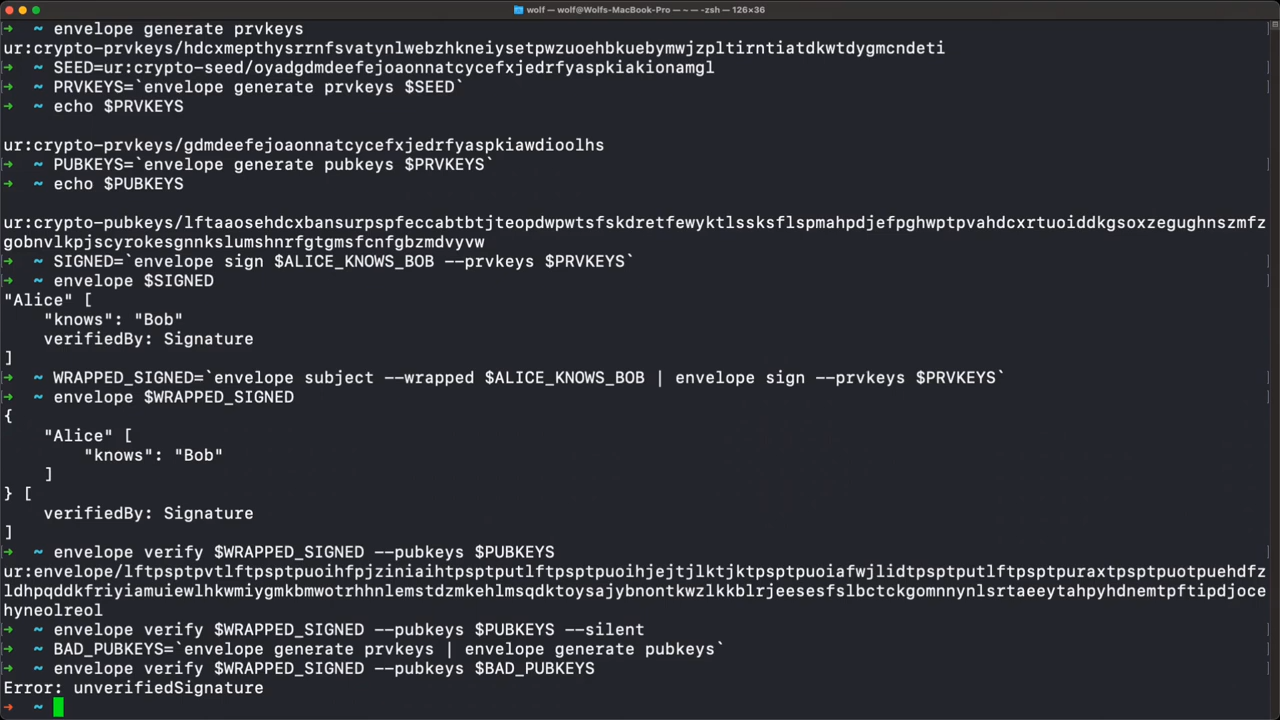 wolf — wolf@Wolfs-MacBook-Pro — ~ — -zsh — 126×36
➜  ~ envelope generate prvkeys
ur:crypto-prvkeys/hdcxmepthysrrnfsvatynlwebzhkneiysetpwzuoehbkuebymwjzpltirntiatdkwtdygmcndeti
➜  ~ SEED=ur:crypto-seed/oyadgdmdeefejoaonnatcycefxjedrfyaspkiakionamgl
➜  ~ PRVKEYS=`envelope generate prvkeys $SEED`
➜  ~ echo $PRVKEYS
ur:crypto-prvkeys/gdmdeefejoaonnatcycefxjedrfyaspkiawdioolhs
➜  ~ PUBKEYS=`envelope generate pubkeys $PRVKEYS`
➜  ~ echo $PUBKEYS
ur:crypto-pubkeys/lftaaosehdcxbansurpspfeccabtbtjteopdwpwtsfskdretfewyktlssksflspmahpdjefpghwptpvahdcxrtuoiddkgsoxzegughnszmfz
gobnvlkpjscyrokesgnnkslumshnrfgtgmsfcnfgbzmdvyvw
➜  ~ SIGNED=`envelope sign $ALICE_KNOWS_BOB --prvkeys $PRVKEYS`
➜  ~ envelope $SIGNED
"Alice" [
    "knows": "Bob"
    verifiedBy: Signature
]
➜  ~ WRAPPED_SIGNED=`envelope subject --wrapped $ALICE_KNOWS_BOB | envelope sign --prvkeys $PRVKEYS`
➜  ~ envelope $WRAPPED_SIGNED
{
    "Alice" [
        "knows": "Bob"
    ]
} [
    verifiedBy: Signature
]
➜  ~ envelope verify $WRAPPED_SIGNED --pubkeys $PUBKEYS
ur:envelope/lftpsptpvtlftpsptpuoihfpjziniaihtpsptputlftpsptpuoihjejtjlktjktpsptpuoiafwjlidtpsptputlftpsptpuraxtpsptpuotpuehdfz
ldhpqddkfriyiamuiewlhkwmiygmkbmwotrhhnlemstdzmkehlmsqdktoysajybnontkwzlkkblrjeesesfslbctckgomnnynlsrtaeeytahpyhdnemtpftipdjoce
hyneolreol
➜  ~ envelope verify $WRAPPED_SIGNED --pubkeys $PUBKEYS --silent
➜  ~ BAD_PUBKEYS=`envelope generate prvkeys | envelope generate pubkeys`
➜  ~ envelope verify $WRAPPED_SIGNED --pubkeys $BAD_PUBKEYS
Error: unverifiedSignature
➜  ~